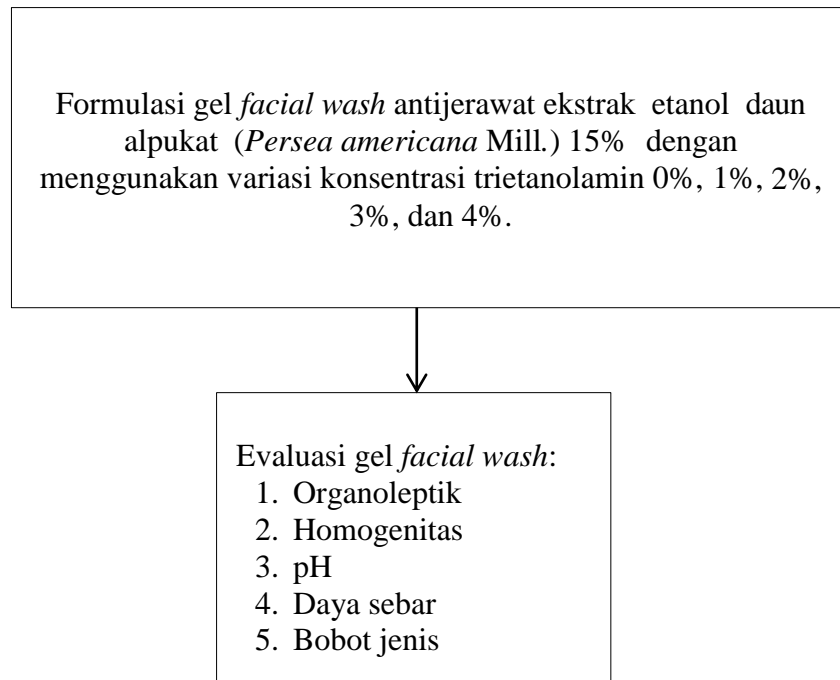 Formulasi gel facial wash antijerawat ekstrak etanol daun
alpukat (Persea americana Mill.) 15% dengan
menggunakan variasi konsentrasi trietanolamin 0%, 1%, 2%,
3%, dan 4%.
Evaluasi gel facial wash:
1. Organoleptik
2. Homogenitas
3. pH
4. Daya sebar
5. Bobot jenis